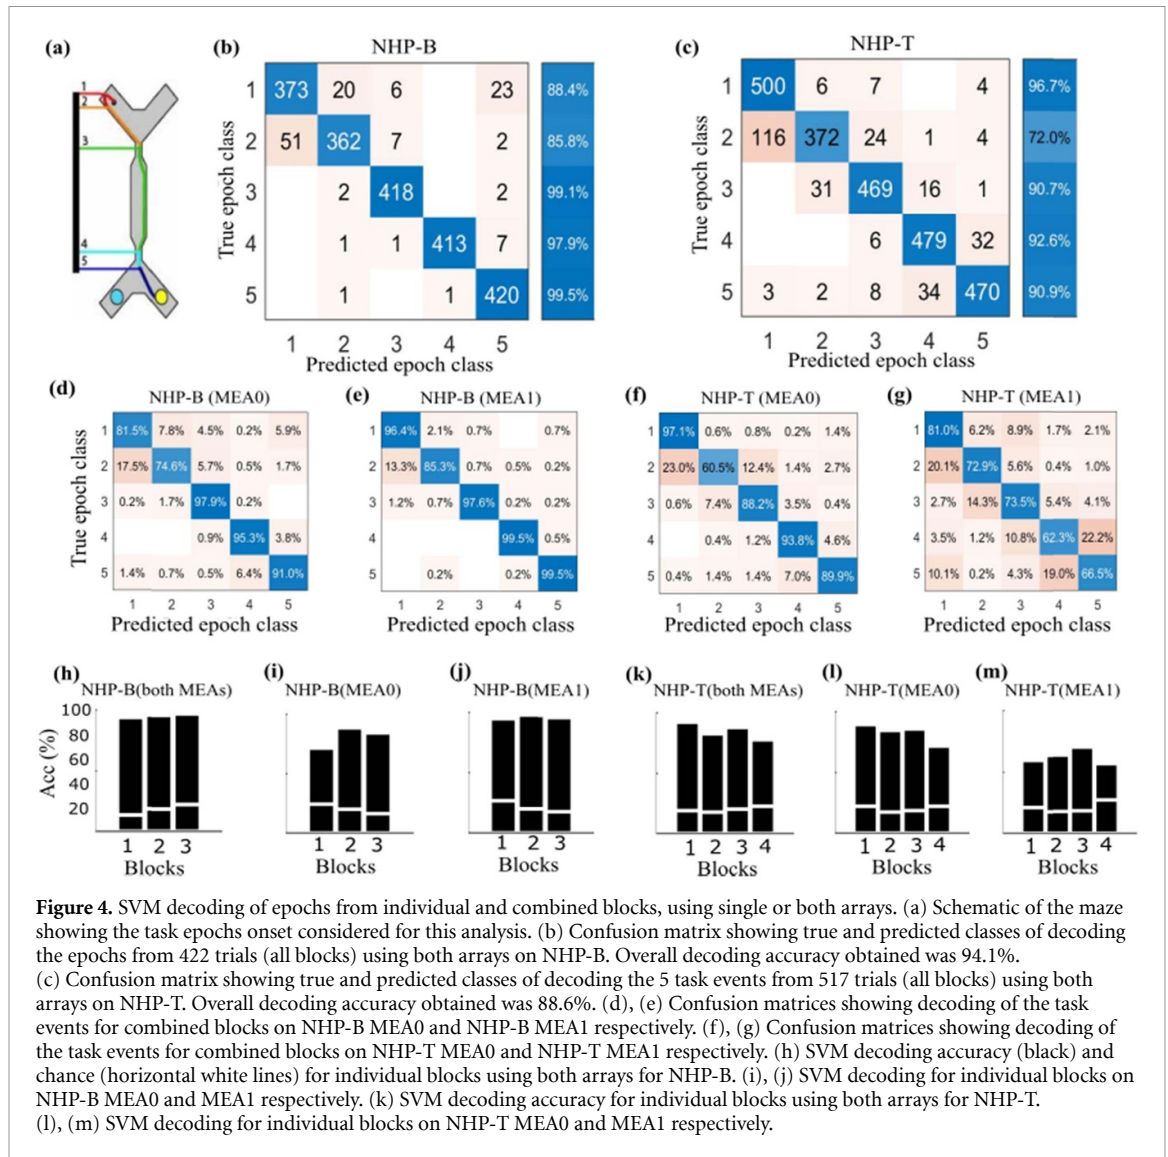 (a) (b) NHP-B (c) NHP-T
1
2
3
4
5
True epoch class
1 373 20 6 23 88.4%
2 51 362 7 2 85.8%
3 2 418 2 99.1%
4 1 1 413 7 97.9%
5 1 1 420 99.5%
1 2 3 4 5
Predicted epoch class
True epoch class
1 500 6 7 4 96.7%
2 116 372 24 1 4 72.0%
3 31 469 16 1 90.7%
4 6 479 32 92.6%
5 3 2 8 34 470 90.9%
1 2 3 4 5
Predicted epoch class
(d) NHP-B (MEA0)
True epoch class
1 81.5% 7.8% 4.5% 0.2% 5.9%
2 17.5% 74.6% 5.7% 0.5% 1.7%
3 0.2% 1.7% 97.9% 0.2%
4 0.9% 95.3% 3.8%
5 1.4% 0.7% 0.5% 6.4% 91.0%
1 2 3 4 5
Predicted epoch class
(e) NHP-B (MEA1)
1 96.4% 2.1% 0.7% 0.7%
2 13.3% 85.3% 0.7% 0.5% 0.2%
3 1.2% 0.7% 97.6% 0.2% 0.2%
4 99.5% 0.5%
5 0.2% 0.2% 99.5%
1 2 3 4 5
Predicted epoch class
(f) NHP-T (MEA0)
1 97.1% 0.6% 0.8% 0.2% 1.4%
2 23.0% 60.5% 12.4% 1.4% 2.7%
3 0.6% 7.4% 88.2% 3.5% 0.4%
4 0.4% 1.2% 93.8% 4.6%
5 0.4% 1.4% 1.4% 7.0% 89.9%
1 2 3 4 5
Predicted epoch class
(g) NHP-T (MEA1)
1 81.0% 6.2% 8.9% 1.7% 2.1%
2 20.1% 72.9% 5.6% 0.4% 1.0%
3 2.7% 14.3% 73.5% 5.4% 4.1%
4 3.5% 1.2% 10.8% 62.3% 22.2%
5 10.1% 0.2% 4.3% 19.0% 66.5%
1 2 3 4 5
Predicted epoch class
(h) NHP-B(both MEAs)
Acc (%)
100
80
60
40
20
1 2 3
Blocks
(i) NHP-B(MEA0)
1 2 3
Blocks
(j) NHP-B(MEA1)
1 2 3
Blocks
(k) NHP-T(both MEAs)
1 2 3 4
Blocks
(l) NHP-T(MEA0)
1 2 3 4
Blocks
(m) NHP-T(MEA1)
1 2 3 4
Blocks
Figure 4. SVM decoding of epochs from individual and combined blocks, using single or both arrays. (a) Schematic of the maze
showing the task epochs onset considered for this analysis. (b) Confusion matrix showing true and predicted classes of decoding
the epochs from 422 trials (all blocks) using both arrays on NHP-B. Overall decoding accuracy obtained was 94.1%.
(c) Confusion matrix showing true and predicted classes of decoding the 5 task events from 517 trials (all blocks) using both
arrays on NHP-T. Overall decoding accuracy obtained was 88.6%. (d), (e) Confusion matrices showing decoding of the task
events for combined blocks on NHP-B MEA0 and NHP-B MEA1 respectively. (f), (g) Confusion matrices showing decoding of
the task events for combined blocks on NHP-T MEA0 and NHP-T MEA1 respectively. (h) SVM decoding accuracy (black) and
chance (horizontal white lines) for individual blocks using both arrays for NHP-B. (i), (j) SVM decoding for individual blocks on
NHP-B MEA0 and MEA1 respectively. (k) SVM decoding accuracy for individual blocks using both arrays for NHP-T.
(l), (m) SVM decoding for individual blocks on NHP-T MEA0 and MEA1 respectively.